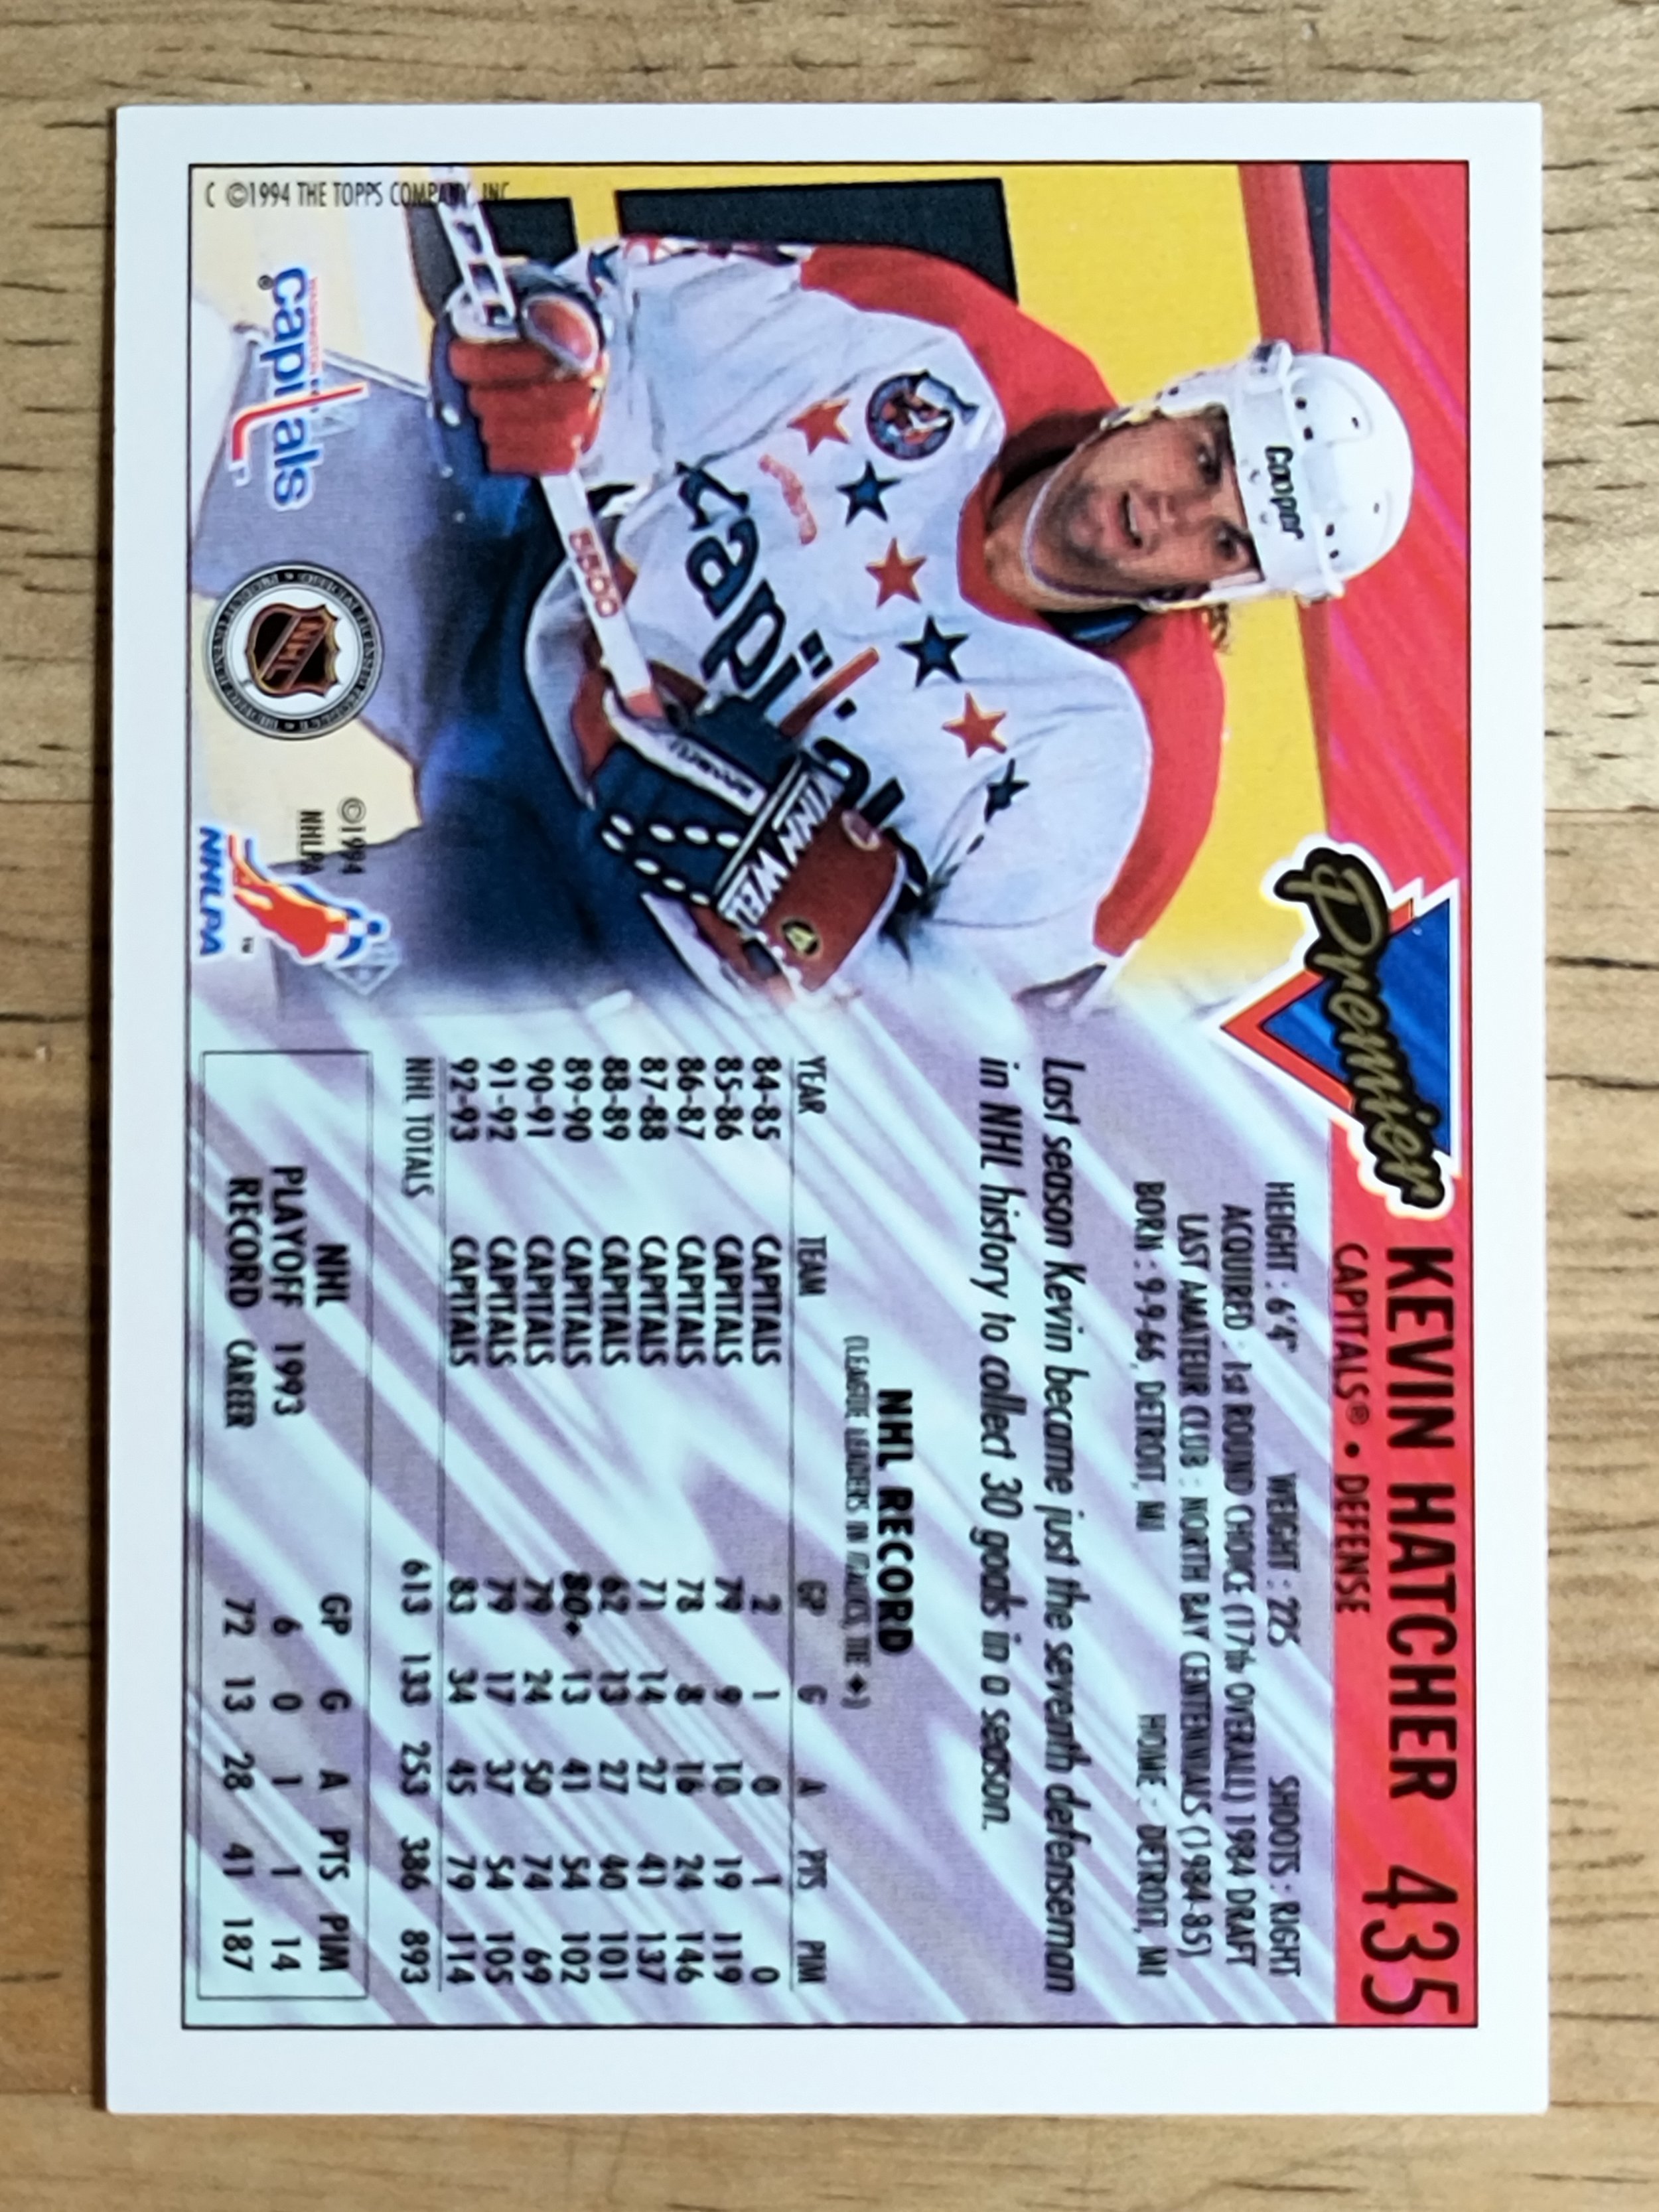 Premier
KEVIN HATCHER 435
CAPITALS® • DEFENSE
HEIGHT : 6'4" WEIGHT : 225 SHOOTS : RIGHT
ACQUIRED : 1st ROUND CHOICE (17th OVERALL) 1984 DRAFT
LAST AMATEUR CLUB : NORTH BAY CENTENNIALS (1984-85)
BORN : 9-9-66, DETROIT, MI HOME : DETROIT, MI
Last season Kevin became just the seventh defenseman
in NHL history to collect 30 goals in a season.
NHL RECORD
(LEAGUE LEADERS IN ITALICS, TIE ♦)
YEAR TEAM GP G A PTS PIM
84-85 CAPITALS 2 1 0 1 0
85-86 CAPITALS 79 9 10 19 119
86-87 CAPITALS 78 8 16 24 146
87-88 CAPITALS 71 14 27 41 137
88-89 CAPITALS 62 13 27 40 101
89-90 CAPITALS 80♦ 13 41 54 102
90-91 CAPITALS 79 24 50 74 69
91-92 CAPITALS 79 17 37 54 105
92-93 CAPITALS 83 34 45 79 114
NHL TOTALS 613 133 253 386 893
NHL GP G A PTS PIM
PLAYOFF 1993 6 0 1 1 14
RECORD CAREER 72 13 28 41 187
Cooper
capitals
5500
VINN WELL
C ©1994 THE TOPPS COMPANY, INC.
WASHINGTON
capitals®
NHL
©1994
NHLPA
NHLPA
TM